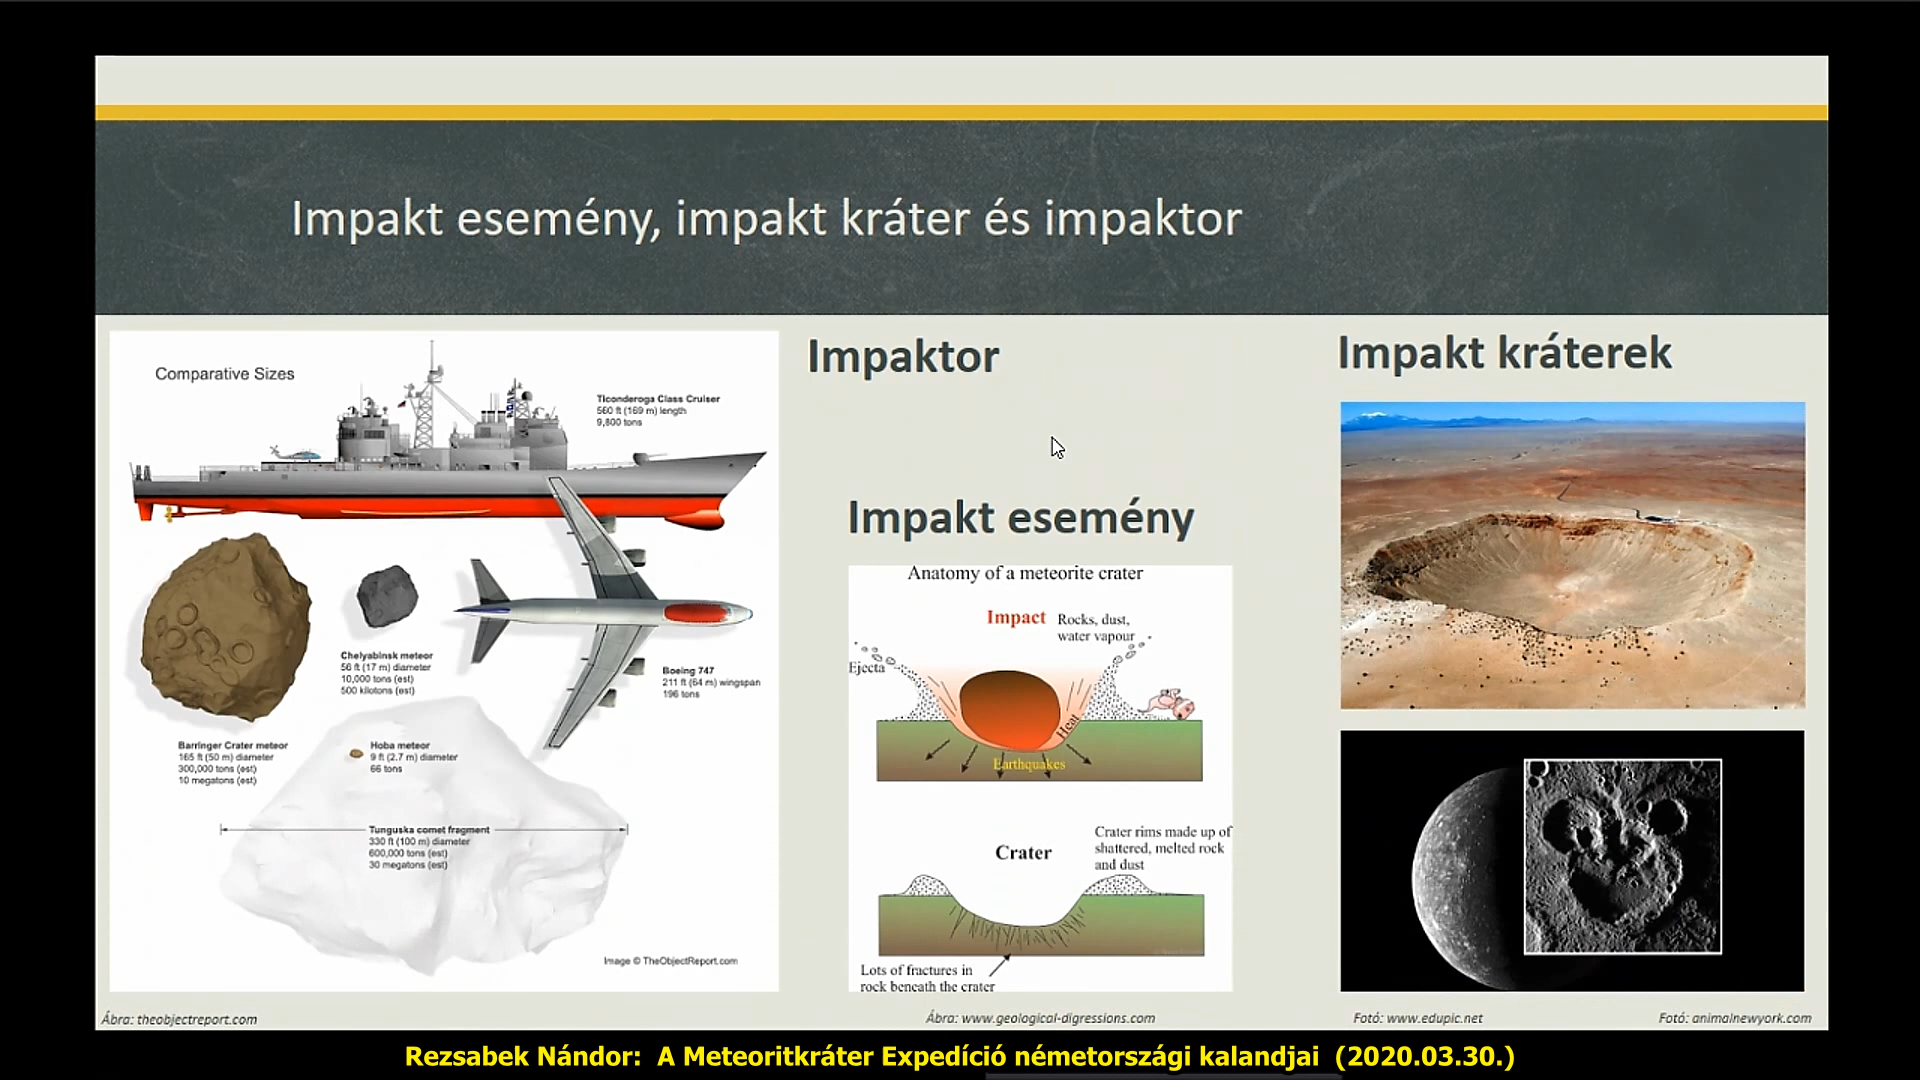 Impakt esemény, impakt kráter és impaktor
Comparative Sizes
Ticonderoga Class Cruiser
560 ft (169 m) length
9,800 tons
Chelyabinsk meteor
56 ft (17 m) diameter
10,000 tons (est)
500 kilotons (est)
Boeing 747
211 ft (64 m) wingspan
196 tons
Barringer Crater meteor
165 ft (50 m) diameter
300,000 tons (est)
10 megatons (est)
Hoba meteor
9 ft (2.7 m) diameter
66 tons
Tunguska comet fragment
330 ft (100 m) diameter
600,000 tons (est)
30 megatons (est)
Image © TheObjectReport.com
Ábra: theobjectreport.com
Impaktor
Impakt esemény
Anatomy of a meteorite crater
Impact
Rocks, dust,
water vapour
Ejecta
Heat
Earthquakes
Crater
Crater rims made up of
shattered, melted rock
and dust
Lots of fractures in
rock beneath the crater
Ábra: www.geological-digressions.com
Impakt kráterek
Fotó: www.edupic.net
Fotó: animalnewyork.com
Rezsabek Nándor: A Meteoritkráter Expedíció németországi kalandjai (2020.03.30.)